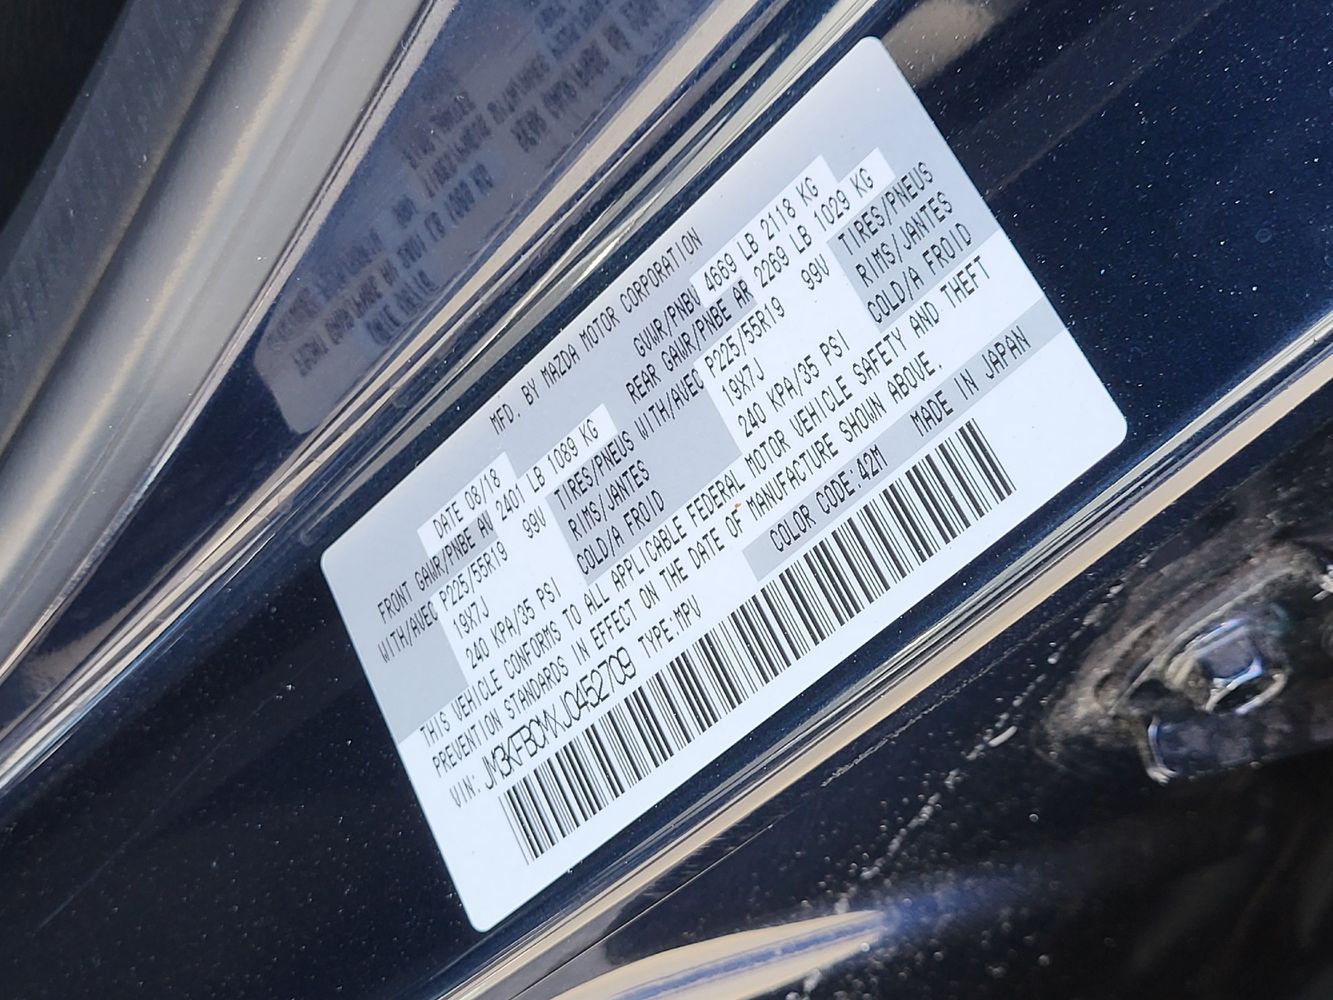 MFD. BY MAZDA MOTOR CORPORATION
DATE 08/18 GVWR/PNBV 4669 LB 2118 KG
FRONT GAWR/PNBE AV 2401 LB 1089 KG REAR GAWR/PNBE AR 2269 LB 1029 KG
WITH/AVEC P225/55R19 99V TIRES/PNEUS WITH/AVEC P225/55R19 99V TIRES/PNEUS
19X7J RIMS/JANTES 19X7J RIMS/JANTES
240 KPA/35 PSI COLD/A FROID 240 KPA/35 PSI COLD/A FROID
THIS VEHICLE CONFORMS TO ALL APPLICABLE FEDERAL MOTOR VEHICLE SAFETY AND THEFT
PREVENTION STANDARDS IN EFFECT ON THE DATE OF MANUFACTURE SHOWN ABOVE.
VIN: JM3KFBCMXJ0452709 TYPE:MPV COLOR CODE:42M MADE IN JAPAN